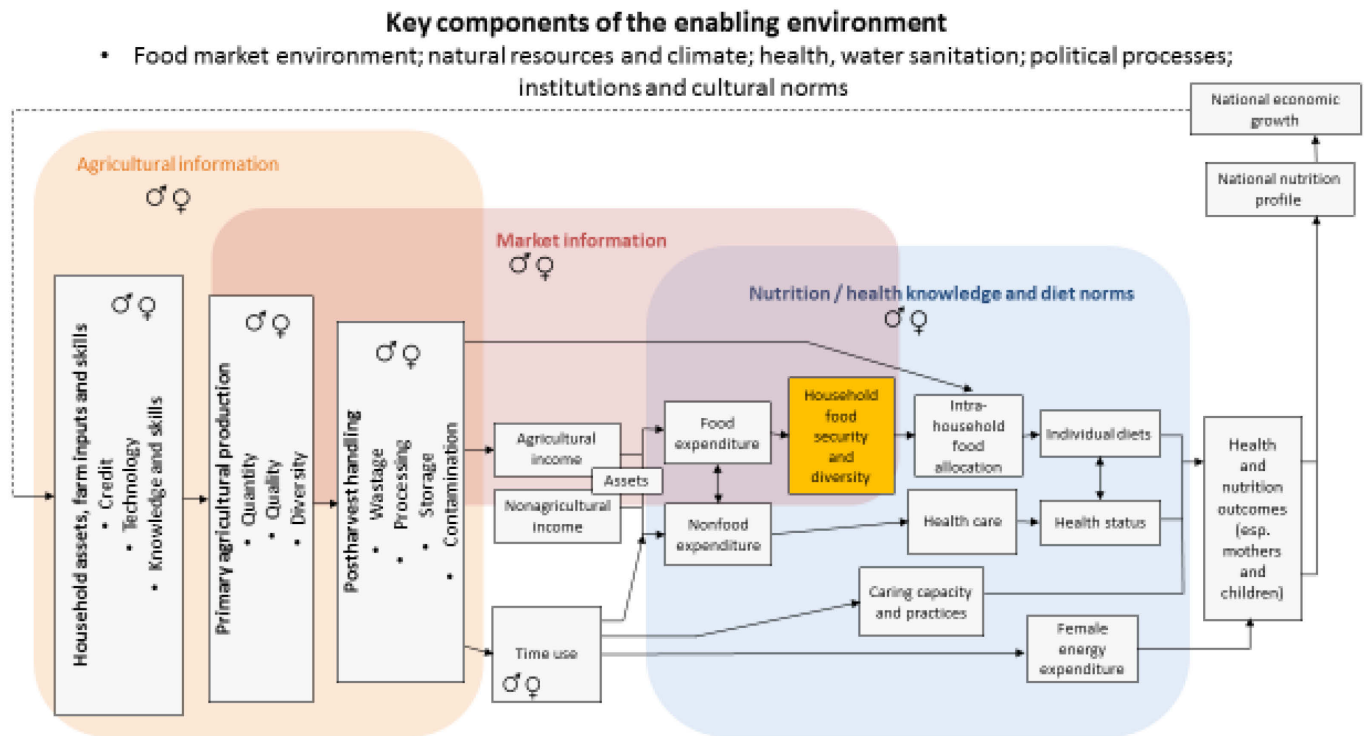 Key components of the enabling environment
• Food market environment; natural resources and climate; health, water sanitation; political processes;
institutions and cultural norms
National economic
growth
National nutrition
profile
Agricultural information
♂♀
Market information
♂♀
Nutrition / health knowledge and diet norms
♂♀
Household assets, farm inputs and skills
• Credit
• Technology
• Knowledge and skills
♂♀
Primary agricultural production
• Quantity
• Quality
• Diversity
♂♀
Postharvest handling
• Wastage
• Processing
• Storage
• Contamination
♂♀
Agricultural
income
Assets
Nonagricultural
income
Time use
♂♀
Food
expenditure
Nonfood
expenditure
Household
food
security
and
diversity
Intra-
household
food
allocation
Individual diets
Health care
Health status
Caring capacity
and practices
Female
energy
expenditure
Health
and
nutrition
outcomes
(esp.
mothers
and
children)